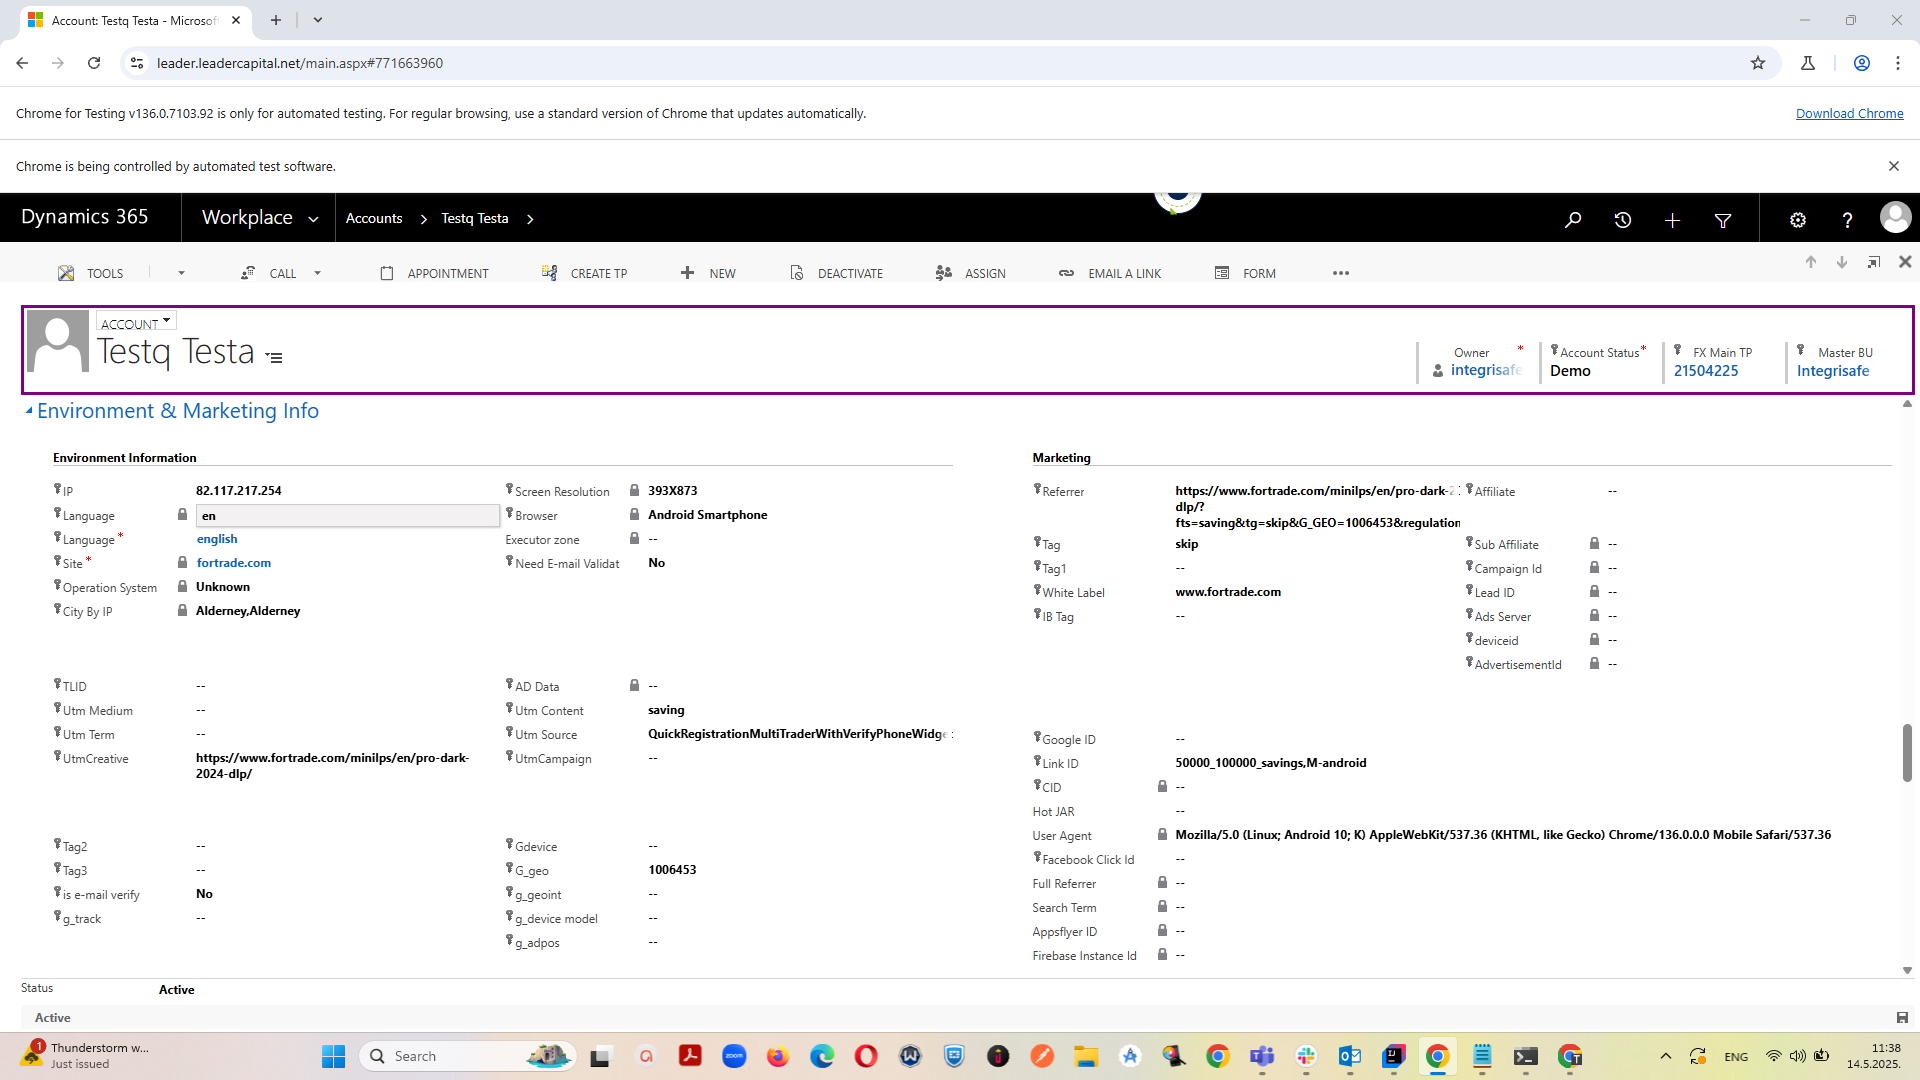 Account: Testq Testa - Microsof
leader.leadercapital.net/main.aspx#771663960
Chrome for Testing v136.0.7103.92 is only for automated testing. For regular browsing, use a standard version of Chrome that updates automatically.
Download Chrome
Chrome is being controlled by automated test software.
Dynamics 365
Workplace
Accounts
Testq Testa
TOOLS
CALL
APPOINTMENT
CREATE TP
NEW
DEACTIVATE
ASSIGN
EMAIL A LINK
FORM
ACCOUNT
Testq Testa
Owner *
integrisafe
Account Status *
Demo
FX Main TP
21504225
Master BU
Integrisafe
Environment & Marketing Info
Environment Information
IP 82.117.217.254
Language en
Language * english
Site * fortrade.com
Operation System Unknown
City By IP Alderney,Alderney
Screen Resolution 393X873
Browser Android Smartphone
Executor zone --
Need E-mail Validat No
TLID --
Utm Medium --
Utm Term --
UtmCreative https://www.fortrade.com/minilps/en/pro-dark-
2024-dlp/
AD Data --
Utm Content saving
Utm Source QuickRegistrationMultiTraderWithVerifyPhoneWidge
UtmCampaign --
Tag2 --
Tag3 --
is e-mail verify No
g_track --
Gdevice --
G_geo 1006453
g_geoint --
g_device model --
g_adpos --
Marketing
Referrer https://www.fortrade.com/minilps/en/pro-dark-2
dlp/?
fts=saving&tg=skip&G_GEO=1006453&regulation
Tag skip
Tag1 --
White Label www.fortrade.com
IB Tag --
Affiliate --
Sub Affiliate --
Campaign Id --
Lead ID --
Ads Server --
deviceid --
AdvertisementId --
Google ID --
Link ID 50000_100000_savings,M-android
CID --
Hot JAR --
User Agent Mozilla/5.0 (Linux; Android 10; K) AppleWebKit/537.36 (KHTML, like Gecko) Chrome/136.0.0.0 Mobile Safari/537.36
Facebook Click Id --
Full Referrer --
Search Term --
Appsflyer ID --
Firebase Instance Id --
Status Active
Active
1
Thunderstorm w...
Just issued
Search
zoom
ENG
11:38
14.5.2025.